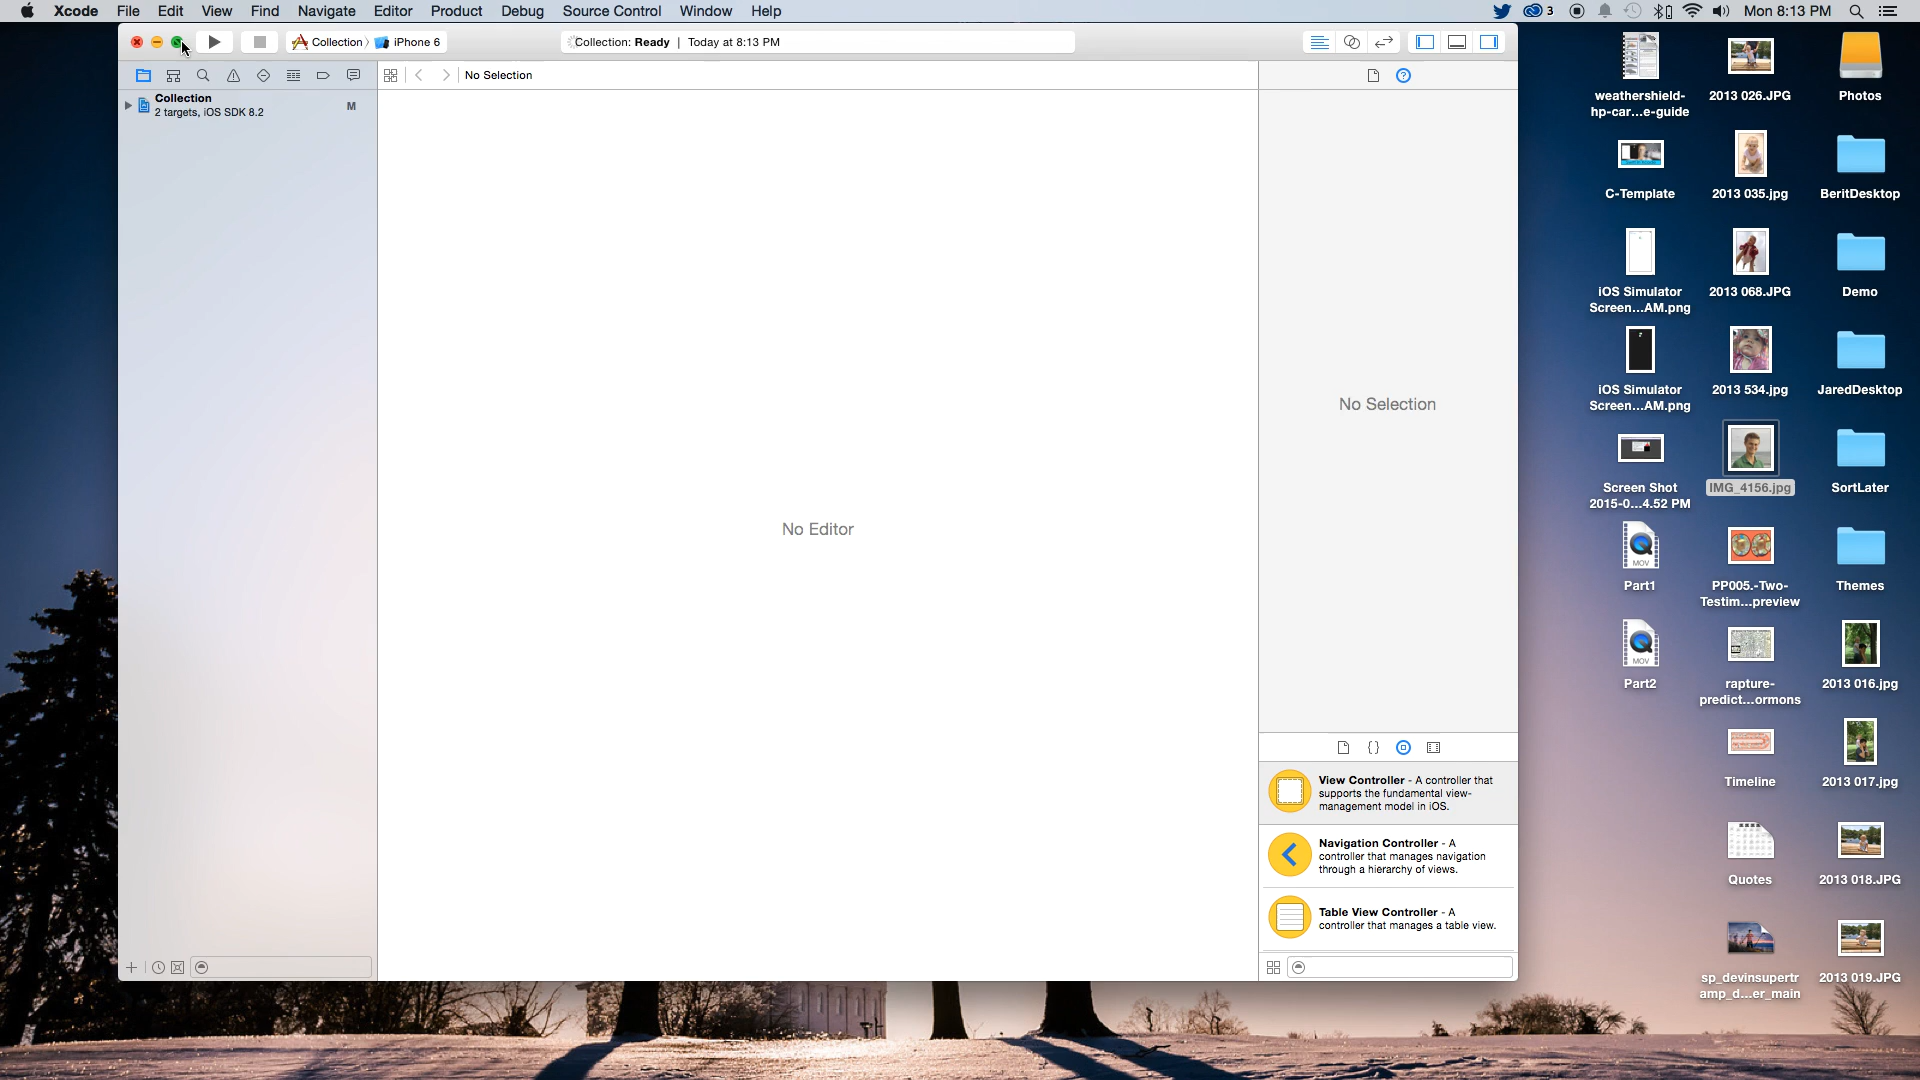 Xcode File Edit View Find Navigate Editor Product Debug Source Control Window Help
3 Mon 8:13 PM
Collection iPhone 6
Collection: Ready | Today at 8:13 PM
No Selection
Collection
2 targets, iOS SDK 8.2
M
No Editor
No Selection
View Controller - A controller that
supports the fundamental view-
management model in iOS.
Navigation Controller - A
controller that manages navigation
through a hierarchy of views.
Table View Controller - A
controller that manages a table view.
weathershield-
hp-car...e-guide
2013 026.JPG
Photos
C-Template
2013 035.jpg
BeritDesktop
iOS Simulator
Screen...AM.png
2013 068.JPG
Demo
iOS Simulator
Screen...AM.png
2013 534.jpg
JaredDesktop
Screen Shot
2015-0...4.52 PM
IMG_4156.jpg
SortLater
MOV
Part1
PP005.-Two-
Testim...preview
Themes
MOV
Part2
rapture-
predict...ormons
2013 016.jpg
Timeline
2013 017.jpg
Quotes
2013 018.JPG
sp_devinsupertr
amp_d...er_main
2013 019.JPG